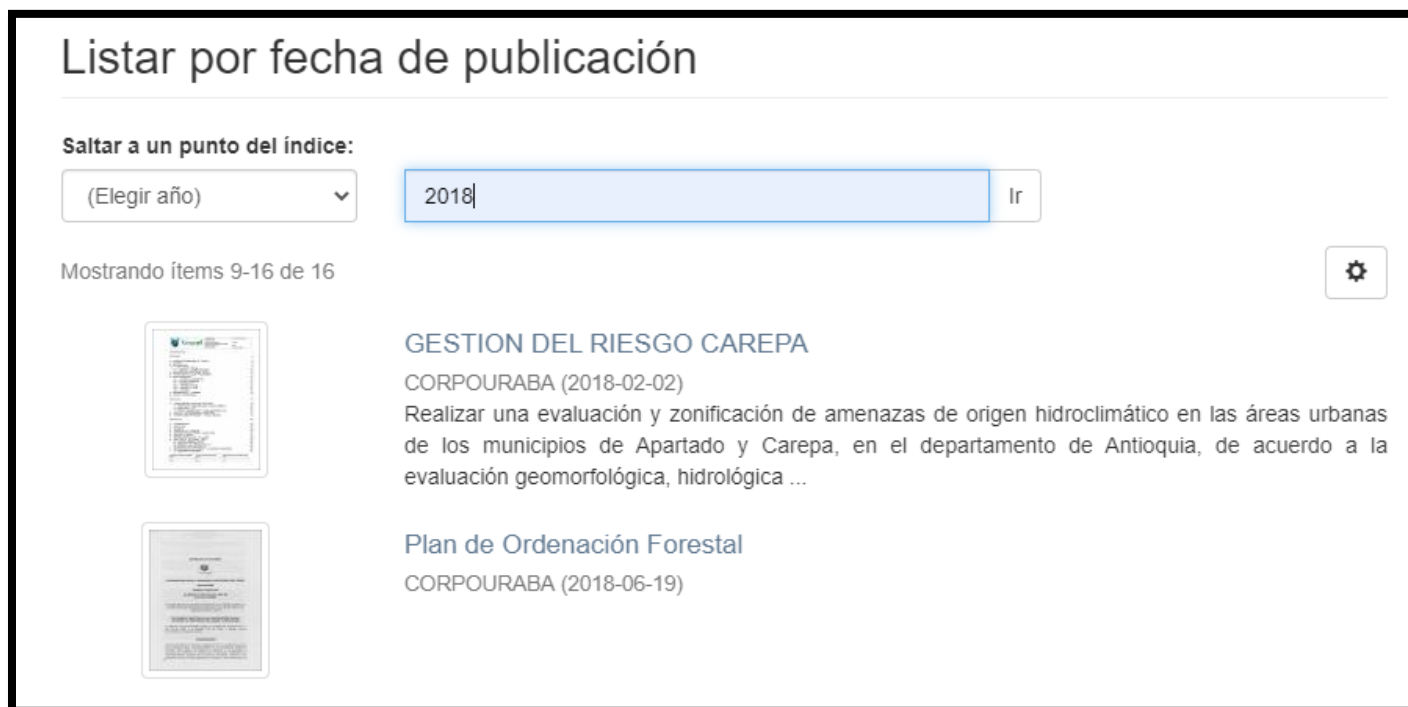 Listar por fecha de publicación
Saltar a un punto del índice:
(Elegir año)
2018
Ir
Mostrando ítems 9-16 de 16
GESTION DEL RIESGO CAREPA
CORPOURABA (2018-02-02)
Realizar una evaluación y zonificación de amenazas de origen hidroclimático en las áreas urbanas
de los municipios de Apartado y Carepa, en el departamento de Antioquia, de acuerdo a la
evaluación geomorfológica, hidrológica ...
Plan de Ordenación Forestal
CORPOURABA (2018-06-19)